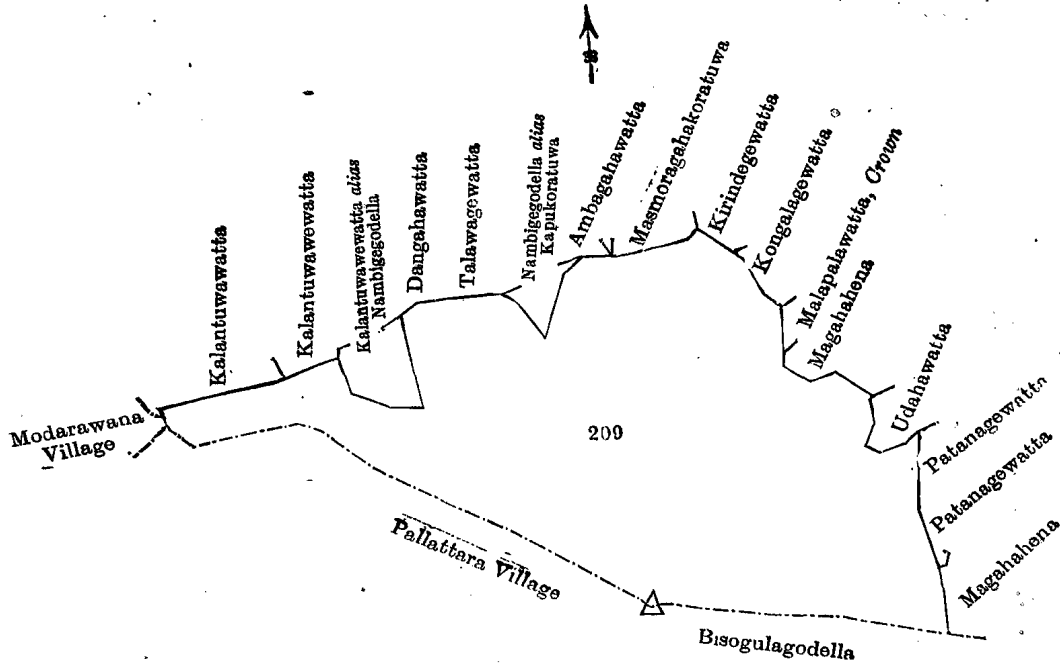 Kalantuwawatta
Kalantuwawewatta
Kalantuwawewatta alias
Nambigegodella
Dangahawatta
Talawagewatta
Nambigegodella alias
Kapukoratuwa
Ambagahawatta
Masmoragahakoratuwa
Kirindegewatta
Kongalagewatta
Malapalawatta, Crown
Magahahena
Udahawatta
Patanagewatta
Patanagewatta
Magahahena
Modarawana
Village
209
Pallattara Village
Bisogulagodella